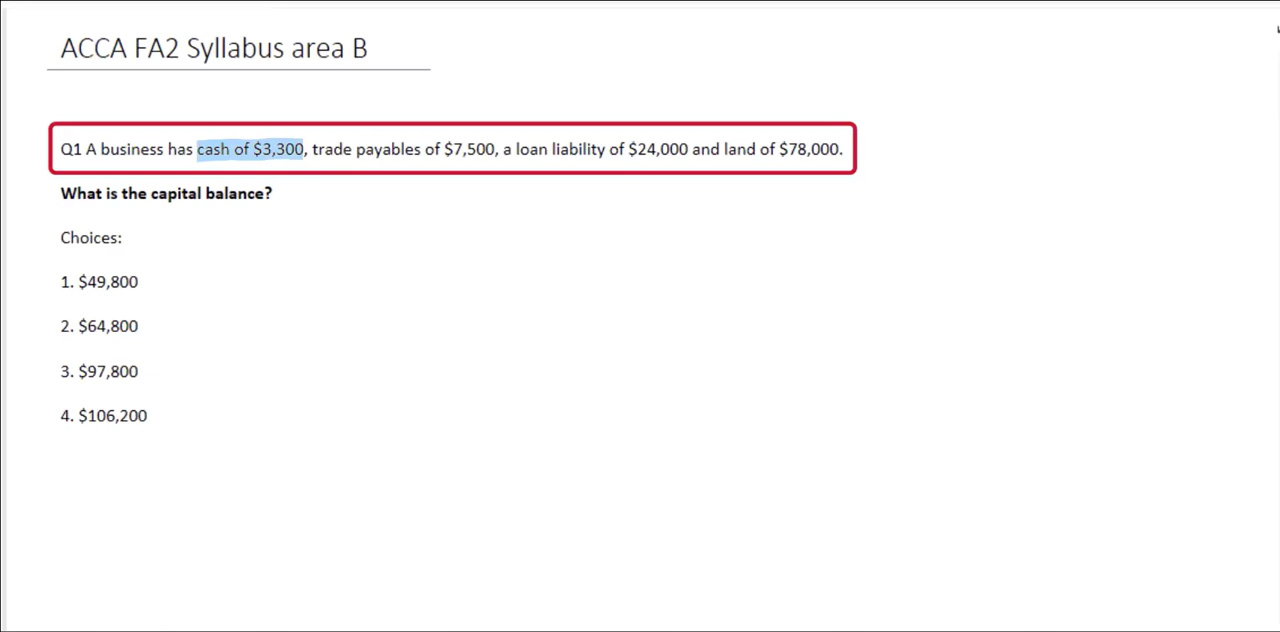 ACCA FA2 Syllabus area B
Q1 A business has cash of $3,300, trade payables of $7,500, a loan liability of $24,000 and land of $78,000.
What is the capital balance?
Choices:
1. $49,800
2. $64,800
3. $97,800
4. $106,200